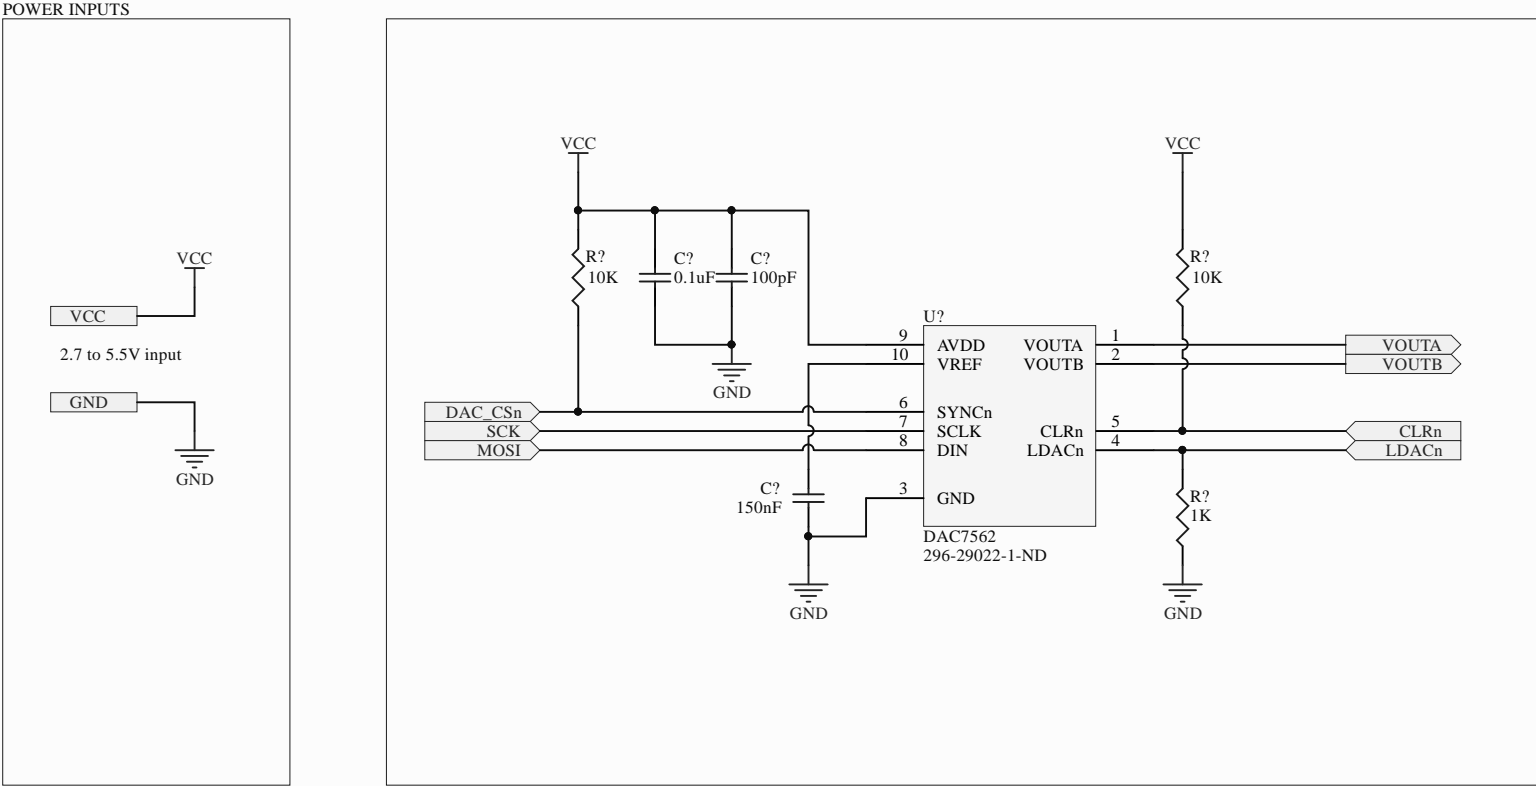 POWER INPUTS
VCC
VCC
2.7 to 5.5V input
GND
GND
VCC
R?
10K
C?
0.1uF
C?
100pF
GND
DAC_CSn
SCK
MOSI
C?
150nF
GND
U?
9
10
6
7
8
3
AVDD
VREF
SYNCn
SCLK
DIN
GND
VOUTA
VOUTB
CLRn
LDACn
1
2
5
4
DAC7562
296-29022-1-ND
VCC
R?
10K
VOUTA
VOUTB
CLRn
LDACn
R?
1K
GND